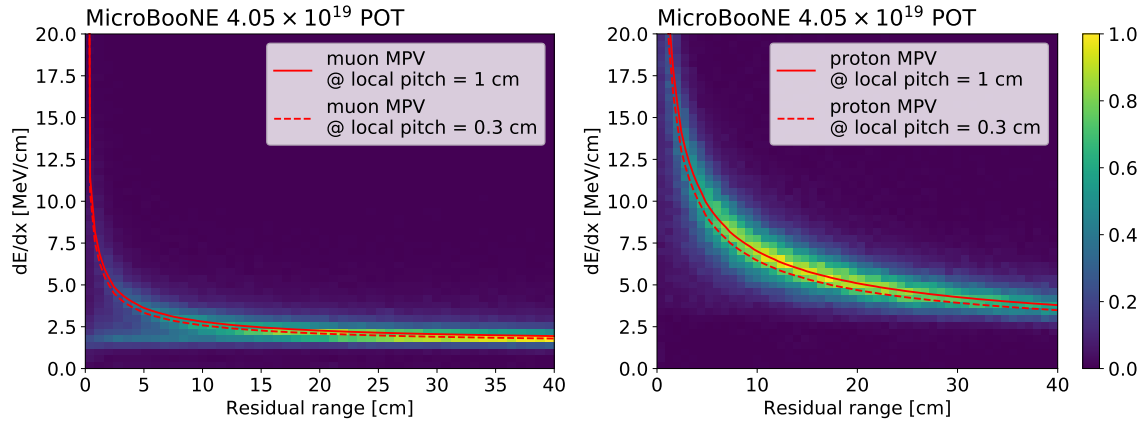 MicroBooNE 4.05 × 10¹⁹ POT
20.0
17.5
15.0
12.5
10.0
7.5
5.0
2.5
0.0
dE/dx [MeV/cm]
muon MPV
@ local pitch = 1 cm
muon MPV
@ local pitch = 0.3 cm
0 5 10 15 20 25 30 35 40
Residual range [cm]
MicroBooNE 4.05 × 10¹⁹ POT
20.0
17.5
15.0
12.5
10.0
7.5
5.0
2.5
0.0
dE/dx [MeV/cm]
proton MPV
@ local pitch = 1 cm
proton MPV
@ local pitch = 0.3 cm
0 10 20 30 40
Residual range [cm]
1.0
0.8
0.6
0.4
0.2
0.0